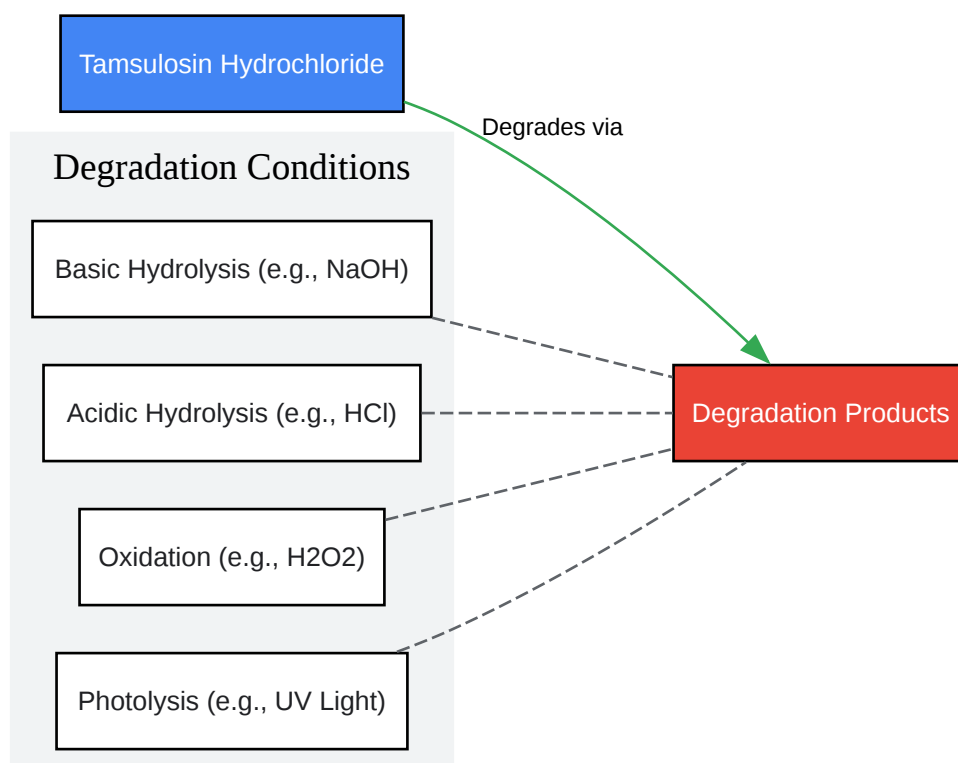 Tamsulosin Hydrochloride
Degrades via
Degradation Conditions
Basic Hydrolysis (e.g., NaOH)
Acidic Hydrolysis (e.g., HCl)
Degradation Products
Oxidation (e.g., H2O2)
Photolysis (e.g., UV Light)